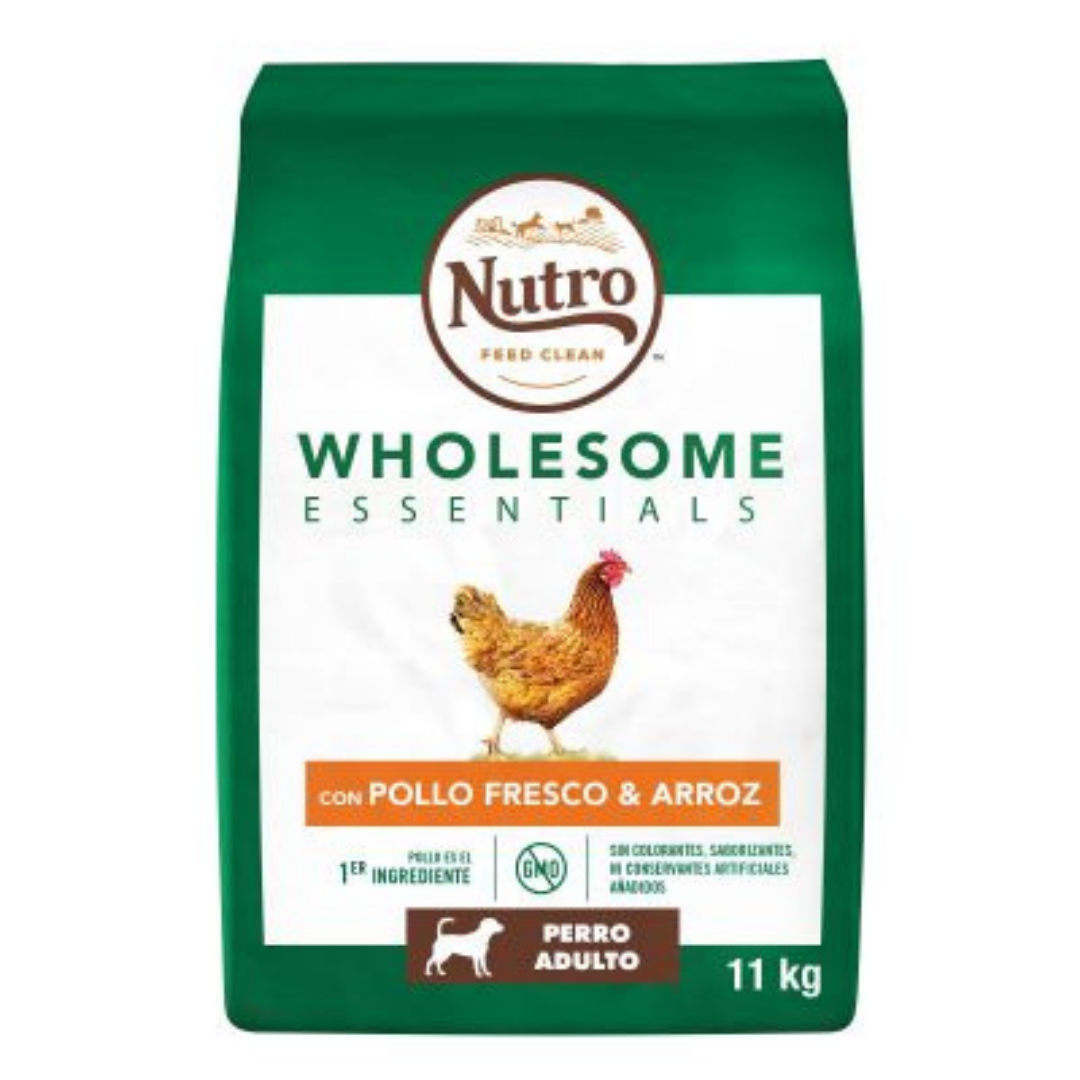 Nutro
FEED CLEAN
™
WHOLESOME
ESSENTIALS
CON POLLO FRESCO & ARROZ
POLLO ES EL
1ER INGREDIENTE
GMO
SIN COLORANTES, SABORIZANTES,
NI CONSERVANTES ARTIFICIALES
AÑADIDOS
PERRO
ADULTO
11 kg